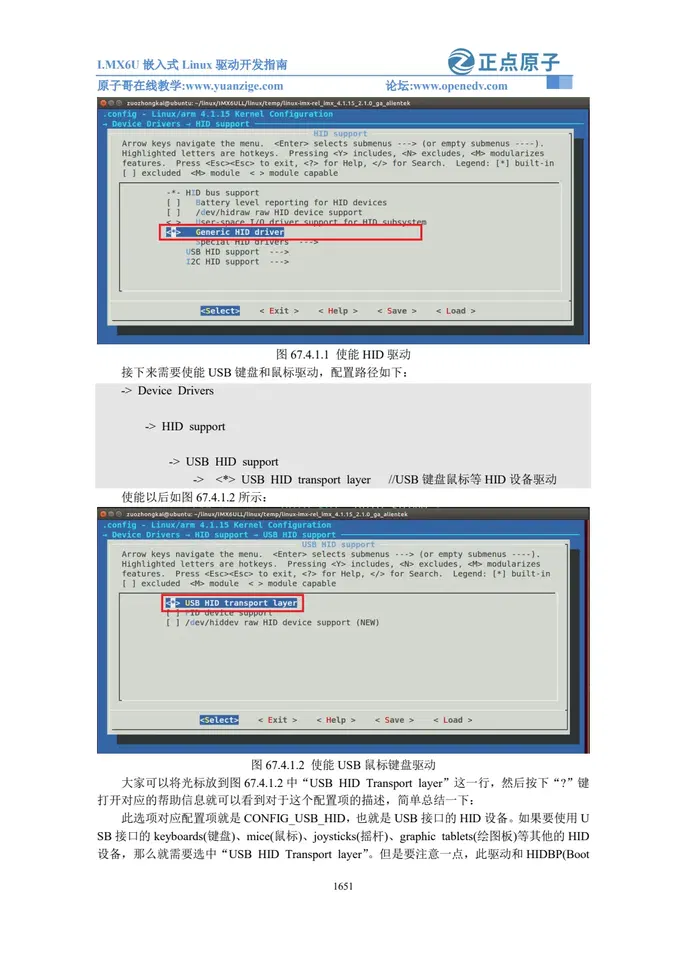 I.MX6U 嵌入式 Linux 驱动开发指南
正点原子
原子哥在线教学:www.yuanzige.com 论坛:www.openedv.com
zuozhongkai@ubuntu: ~/linux/IMX6ULL/linux/temp/linux-imx-rel_imx_4.1.15_2.1.0_ga_alientek
.config - Linux/arm 4.1.15 Kernel Configuration
→ Device Drivers → HID support
HID support
Arrow keys navigate the menu. <Enter> selects submenus ---> (or empty submenus ----).
Highlighted letters are hotkeys. Pressing <Y> includes, <N> excludes, <M> modularizes
features. Press <Esc><Esc> to exit, <?> for Help, </> for Search. Legend: [*] built-in
[ ] excluded <M> module < > module capable
-*- HID bus support
[ ] Battery level reporting for HID devices
[ ] /dev/hidraw raw HID device support
< > User-space I/O driver support for HID subsystem
<*> Generic HID driver
Special HID drivers --->
USB HID support --->
I2C HID support --->
<Select> < Exit > < Help > < Save > < Load >
图 67.4.1.1 使能 HID 驱动
接下来需要使能 USB 键盘和鼠标驱动，配置路径如下：
-> Device Drivers
-> HID support
-> USB HID support
-> <*> USB HID transport layer //USB 键盘鼠标等 HID 设备驱动
使能以后如图 67.4.1.2 所示：
zuozhongkai@ubuntu: ~/linux/IMX6ULL/linux/temp/linux-imx-rel_imx_4.1.15_2.1.0_ga_alientek
.config - Linux/arm 4.1.15 Kernel Configuration
→ Device Drivers → HID support → USB HID support
USB HID support
Arrow keys navigate the menu. <Enter> selects submenus ---> (or empty submenus ----).
Highlighted letters are hotkeys. Pressing <Y> includes, <N> excludes, <M> modularizes
features. Press <Esc><Esc> to exit, <?> for Help, </> for Search. Legend: [*] built-in
[ ] excluded <M> module < > module capable
<*> USB HID transport layer
[ ] PID device support
[ ] /dev/hiddev raw HID device support (NEW)
<Select> < Exit > < Help > < Save > < Load >
图 67.4.1.2 使能 USB 鼠标键盘驱动
大家可以将光标放到图 67.4.1.2 中“USB HID Transport layer”这一行，然后按下“?”键
打开对应的帮助信息就可以看到对于这个配置项的描述，简单总结一下：
此选项对应配置项就是 CONFIG_USB_HID，也就是 USB 接口的 HID 设备。如果要使用 U
SB 接口的 keyboards(键盘)、mice(鼠标)、joysticks(摇杆)、graphic tablets(绘图板)等其他的 HID
设备，那么就需要选中“USB HID Transport layer”。但是要注意一点，此驱动和 HIDBP(Boot
1651